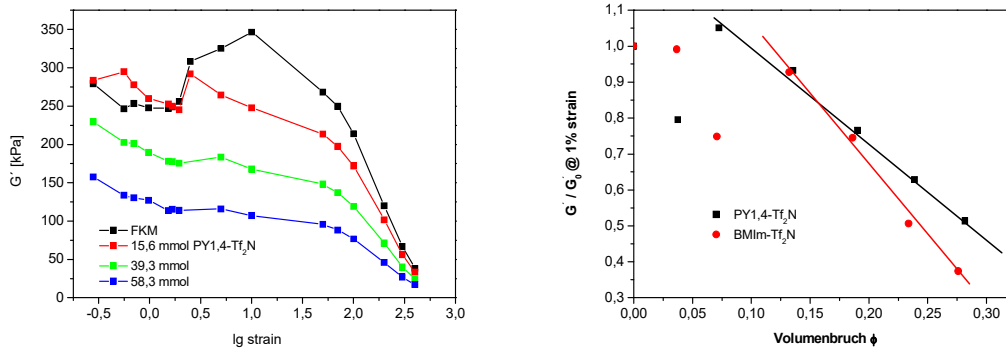 G´ [kPa]
350
300
250
200
150
100
50
0
FKM
15,6 mmol PY1,4-Tf₂N
39,3 mmol
58,3 mmol
-0,5 0,0 0,5 1,0 1,5 2,0 2,5 3,0
lg strain
G´ / G´₀ @ 1% strain
1,0
0,9
0,8
0,7
0,6
0,5
0,4
0,3
PY1,4-Tf₂N
BMIm-Tf₂N
0,00 0,05 0,10 0,15 0,20 0,25 0,30
Volumenbruch ϕ